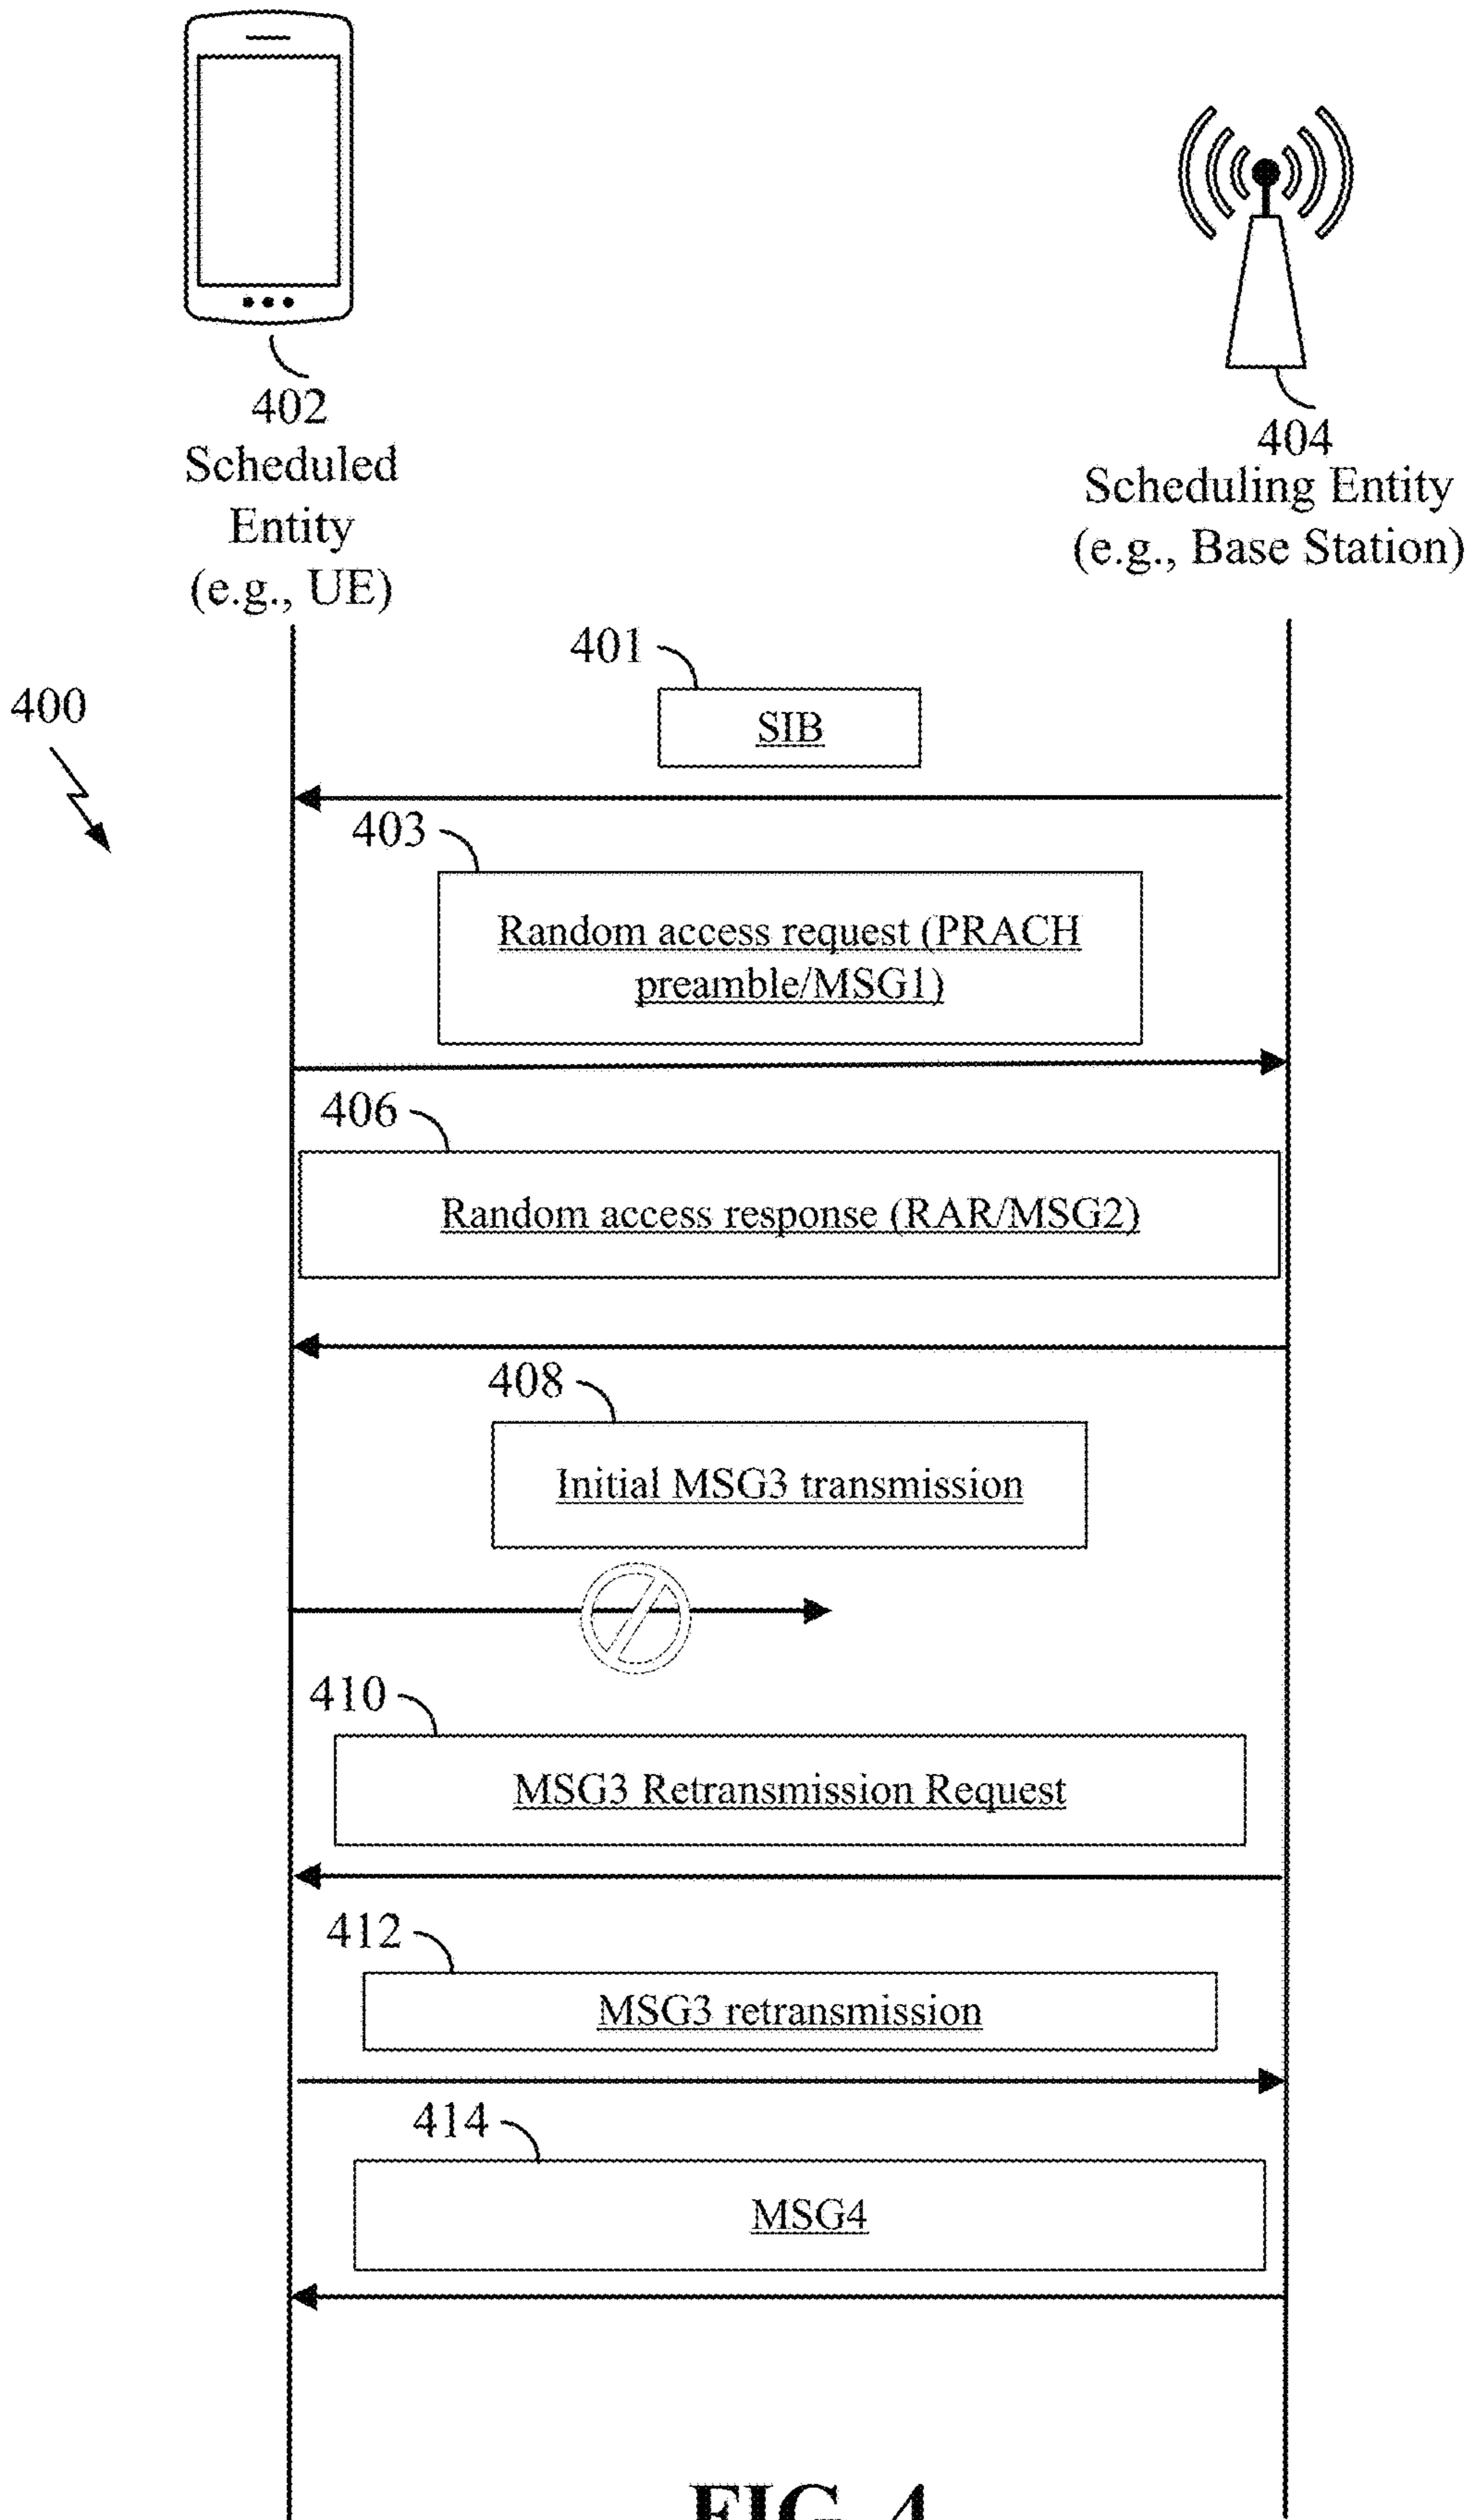 402
Scheduled
Entity
(e.g., UE)
404
Scheduling Entity
(e.g., Base Station)
400
401
SIB
403
Random access request (PRACH
preamble/MSG1)
406
Random access response (RAR/MSG2)
408
Initial MSG3 transmission
410
MSG3 Retransmission Request
412
MSG3 retransmission
414
MSG4
FIG. 4